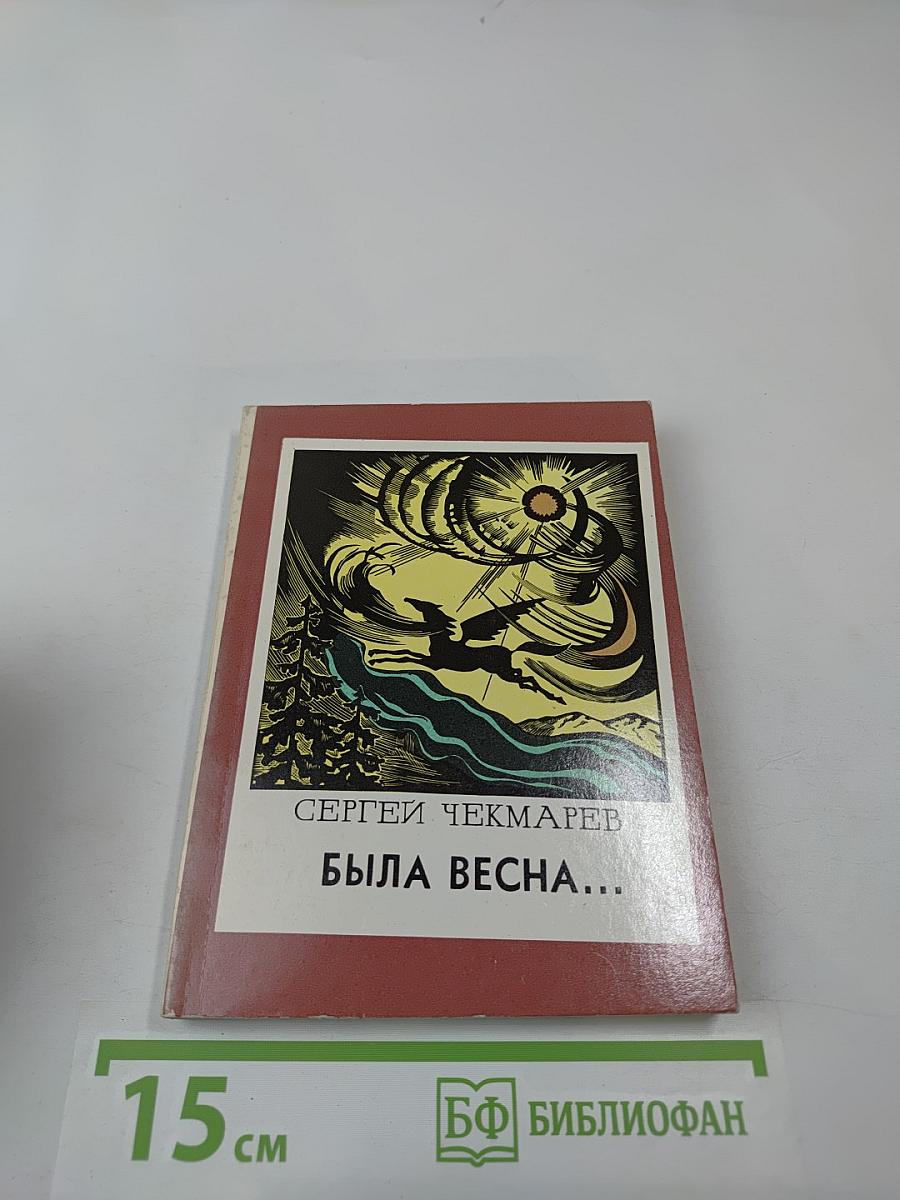 СЕРГЕЙ ЧЕКМАРЕВ
БЫЛА ВЕСНА...
15 см
БФ БИБЛИОФАН